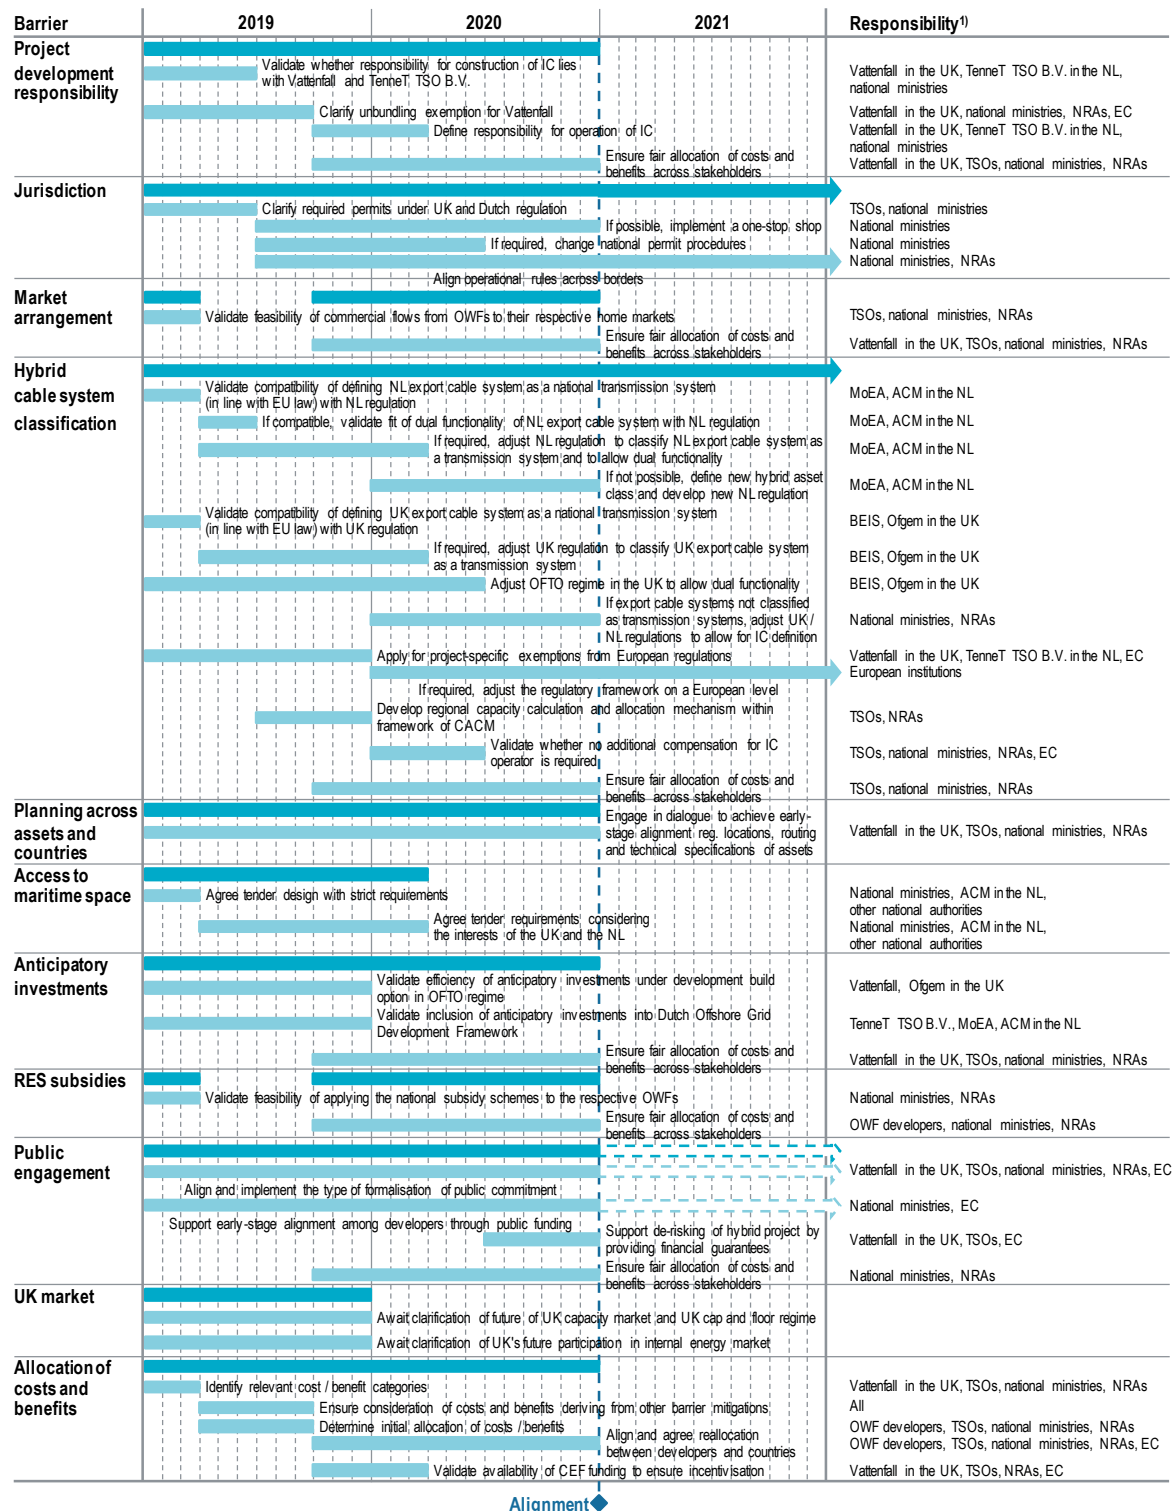 Barrier 2019 2020 2021 Responsibility1)
Project
development
responsibility
Validate whether responsibility for construction of IC lies
with Vattenfall and TenneT TSO B.V.
Vattenfall in the UK, TenneT TSO B.V. in the NL,
national ministries
Clarify unbundling exemption for Vattenfall
Vattenfall in the UK, national ministries, NRAs, EC
Define responsibility for operation of IC
Vattenfall in the UK, TenneT TSO B.V. in the NL,
national ministries
Ensure fair allocation of costs and
benefits across stakeholders
Vattenfall in the UK, TSOs, national ministries, NRAs
Jurisdiction
Clarify required permits under UK and Dutch regulation
TSOs, national ministries
If possible, implement a one-stop shop
National ministries
If required, change national permit procedures
National ministries
National ministries, NRAs
Align operational rules across borders
Market
arrangement
Validate feasibility of commercial flows from OWFs to their respective home markets
TSOs, national ministries, NRAs
Ensure fair allocation of costs and
benefits across stakeholders
Vattenfall in the UK, TSOs, national ministries, NRAs
Hybrid
cable system
classification
Validate compatibility of defining NL export cable system as a national transmission system
(in line with EU law) with NL regulation
MoEA, ACM in the NL
If compatible, validate fit of dual functionality of NL export cable system with NL regulation
MoEA, ACM in the NL
If required, adjust NL regulation to classify NL export cable system as
a transmission system and to allow dual functionality
MoEA, ACM in the NL
If not possible, define new hybrid asset
class and develop new NL regulation
MoEA, ACM in the NL
Validate compatibility of defining UK export cable system as a national transmission system
(in line with EU law) with UK regulation
BEIS, Ofgem in the UK
If required, adjust UK regulation to classify UK export cable system
as a transmission system
BEIS, Ofgem in the UK
Adjust OFTO regime in the UK to allow dual functionality
BEIS, Ofgem in the UK
If export cable systems not classified
as transmission systems, adjust UK /
NL regulations to allow for IC definition
National ministries, NRAs
Apply for project-specific exemptions from European regulations
Vattenfall in the UK, TenneT TSO B.V. in the NL, EC
European institutions
If required, adjust the regulatory framework on a European level
Develop regional capacity calculation and allocation mechanism within
framework of CACM
TSOs, NRAs
Validate whether no additional compensation for IC
operator is required
TSOs, national ministries, NRAs, EC
Ensure fair allocation of costs and
benefits across stakeholders
TSOs, national ministries, NRAs
Planning across
assets and
countries
Engage in dialogue to achieve early-
stage alignment reg. locations, routing
and technical specifications of assets
Vattenfall in the UK, TSOs, national ministries, NRAs
Access to
maritime space
Agree tender design with strict requirements
National ministries, ACM in the NL,
other national authorities
Agree tender requirements considering
the interests of the UK and the NL
National ministries, ACM in the NL,
other national authorities
Anticipatory
investments
Validate efficiency of anticipatory investments under development build
option in OFTO regime
Vattenfall, Ofgem in the UK
Validate inclusion of anticipatory investments into Dutch Offshore Grid
Development Framework
TenneT TSO B.V., MoEA, ACM in the NL
Ensure fair allocation of costs and
benefits across stakeholders
Vattenfall in the UK, TSOs, national ministries, NRAs
RES subsidies
Validate feasibility of applying the national subsidy schemes to the respective OWFs
National ministries, NRAs
Ensure fair allocation of costs and
benefits across stakeholders
OWF developers, national ministries, NRAs
Public
engagement
Vattenfall in the UK, TSOs, national ministries, NRAs, EC
Align and implement the type of formalisation of public commitment
National ministries, EC
Support early-stage alignment among developers through public funding
Support de-risking of hybrid project by
providing financial guarantees
Vattenfall in the UK, TSOs, EC
Ensure fair allocation of costs and
benefits across stakeholders
National ministries, NRAs
UK market
Await clarification of future of UK capacity market and UK cap and floor regime
Await clarification of UK's future participation in internal energy market
Allocation of
costs and
benefits
Identify relevant cost / benefit categories
Vattenfall in the UK, TSOs, national ministries, NRAs
Ensure consideration of costs and benefits deriving from other barrier mitigations
All
Determine initial allocation of costs / benefits
OWF developers, TSOs, national ministries, NRAs
Align and agree reallocation
between developers and countries
OWF developers, TSOs, national ministries, NRAs, EC
Validate availability of CEF funding to ensure incentivisation
Vattenfall in the UK, TSOs, NRAs, EC
Alignment